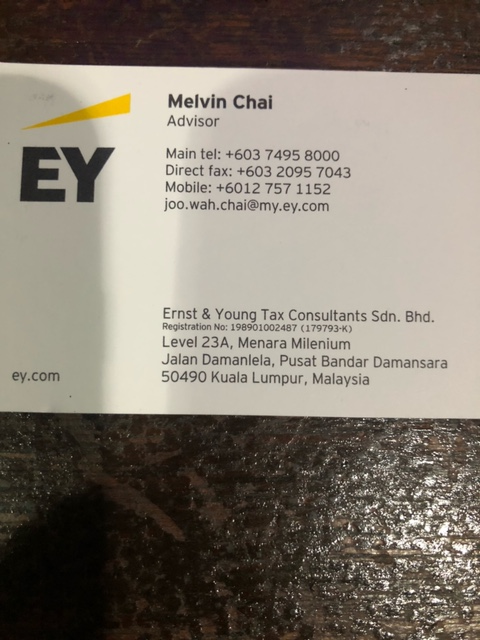 EY
Melvin Chai
Advisor
Main tel: +603 7495 8000
Direct fax: +603 2095 7043
Mobile: +6012 757 1152
joo.wah.chai@my.ey.com
Ernst & Young Tax Consultants Sdn. Bhd.
Registration No: 198901002487 (179793-K)
Level 23A, Menara Milenium
Jalan Damanlela, Pusat Bandar Damansara
50490 Kuala Lumpur, Malaysia
ey.com